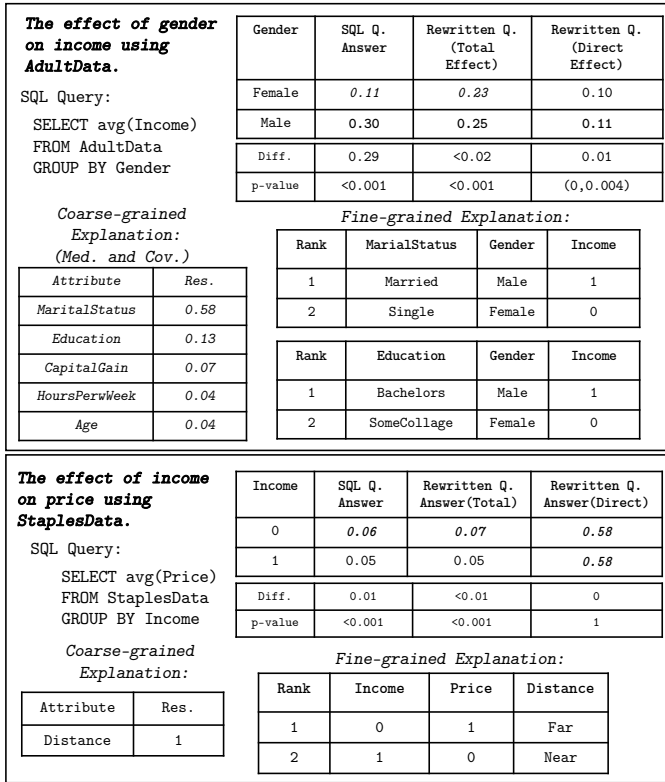 The effect of gender
on income using
AdultData.
SQL Query:
SELECT avg(Income)
FROM AdultData
GROUP BY Gender
Gender SQL Q. Answer Rewritten Q. (Total Effect) Rewritten Q. (Direct Effect)
Female 0.11 0.23 0.10
Male 0.30 0.25 0.11
Diff. 0.29 <0.02 0.01
p-value <0.001 <0.001 (0,0.004)
Coarse-grained
Explanation:
(Med. and Cov.)
Attribute Res.
MaritalStatus 0.58
Education 0.13
CapitalGain 0.07
HoursPerwWeek 0.04
Age 0.04
Fine-grained Explanation:
Rank MarialStatus Gender Income
1 Married Male 1
2 Single Female 0
Rank Education Gender Income
1 Bachelors Male 1
2 SomeCollage Female 0
The effect of income
on price using
StaplesData.
SQL Query:
SELECT avg(Price)
FROM StaplesData
GROUP BY Income
Income SQL Q. Answer Rewritten Q. Answer(Total) Rewritten Q. Answer(Direct)
0 0.06 0.07 0.58
1 0.05 0.05 0.58
Diff. 0.01 <0.01 0
p-value <0.001 <0.001 1
Coarse-grained
Explanation:
Attribute Res.
Distance 1
Fine-grained Explanation:
Rank Income Price Distance
1 0 1 Far
2 1 0 Near